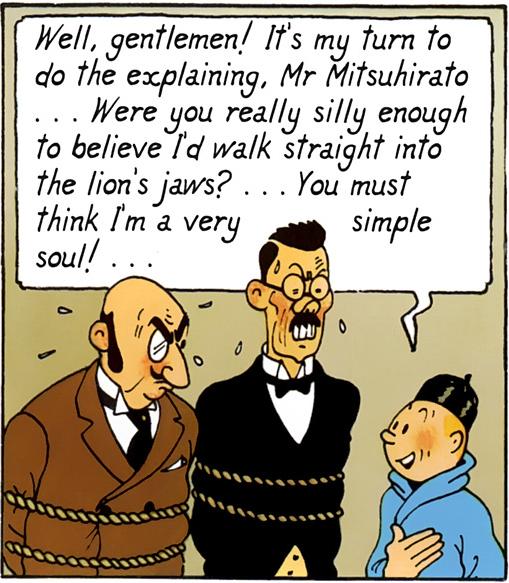 Well, gentlemen! It's my turn to
do the explaining, Mr Mitsuhirato
... Were you really silly enough
to believe I'd walk straight into
the lion's jaws? ... You must
think I'm a very simple
soul! ...